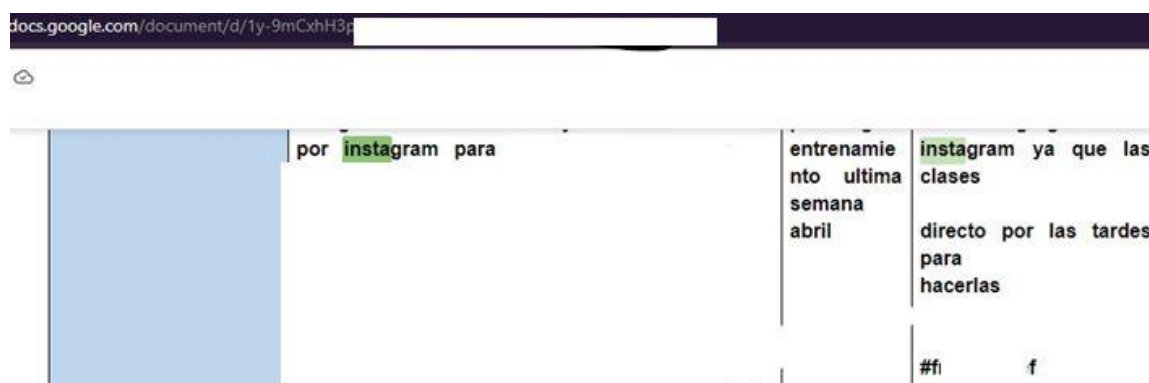 docs.google.com/document/d/1y-9mCxhH3p
por instagram para
entrenamie
nto ultima
semana
abril
instagram ya que las
clases
directo por las tardes
para
hacerlas